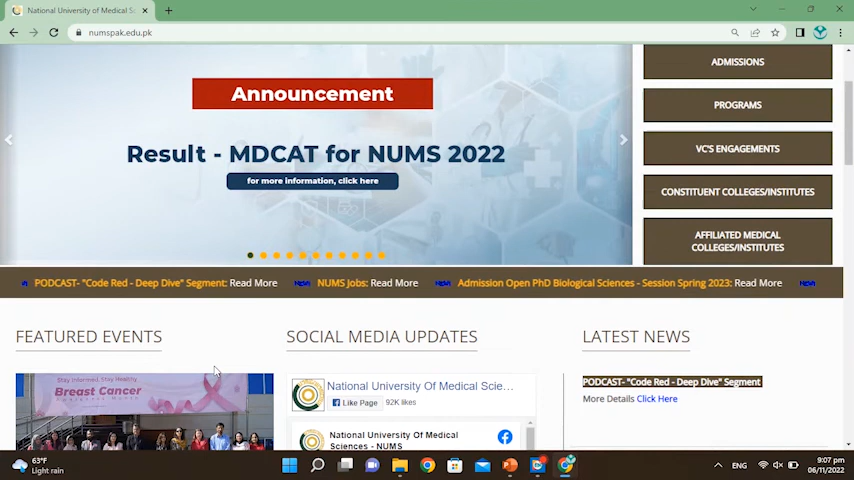 National University of Medical Sc
numspak.edu.pk
Announcement
Result - MDCAT for NUMS 2022
for more information, click here
ADMISSIONS
PROGRAMS
VC'S ENGAGEMENTS
CONSTITUENT COLLEGES/INSTITUTES
AFFILIATED MEDICAL
COLLEGES/INSTITUTES
PODCAST- "Code Red - Deep Dive" Segment: Read More NUMS Jobs: Read More Admission Open PhD Biological Sciences - Session Spring 2023: Read More
FEATURED EVENTS
SOCIAL MEDIA UPDATES
LATEST NEWS
Stay Informed, Stay Healthy
Breast Cancer
National University Of Medical Scie...
Like Page 92K likes
National University Of Medical
Sciences - NUMS
PODCAST- "Code Red - Deep Dive" Segment
More Details Click Here
63°F
Light rain
ENG
9:07 pm
06/11/2022